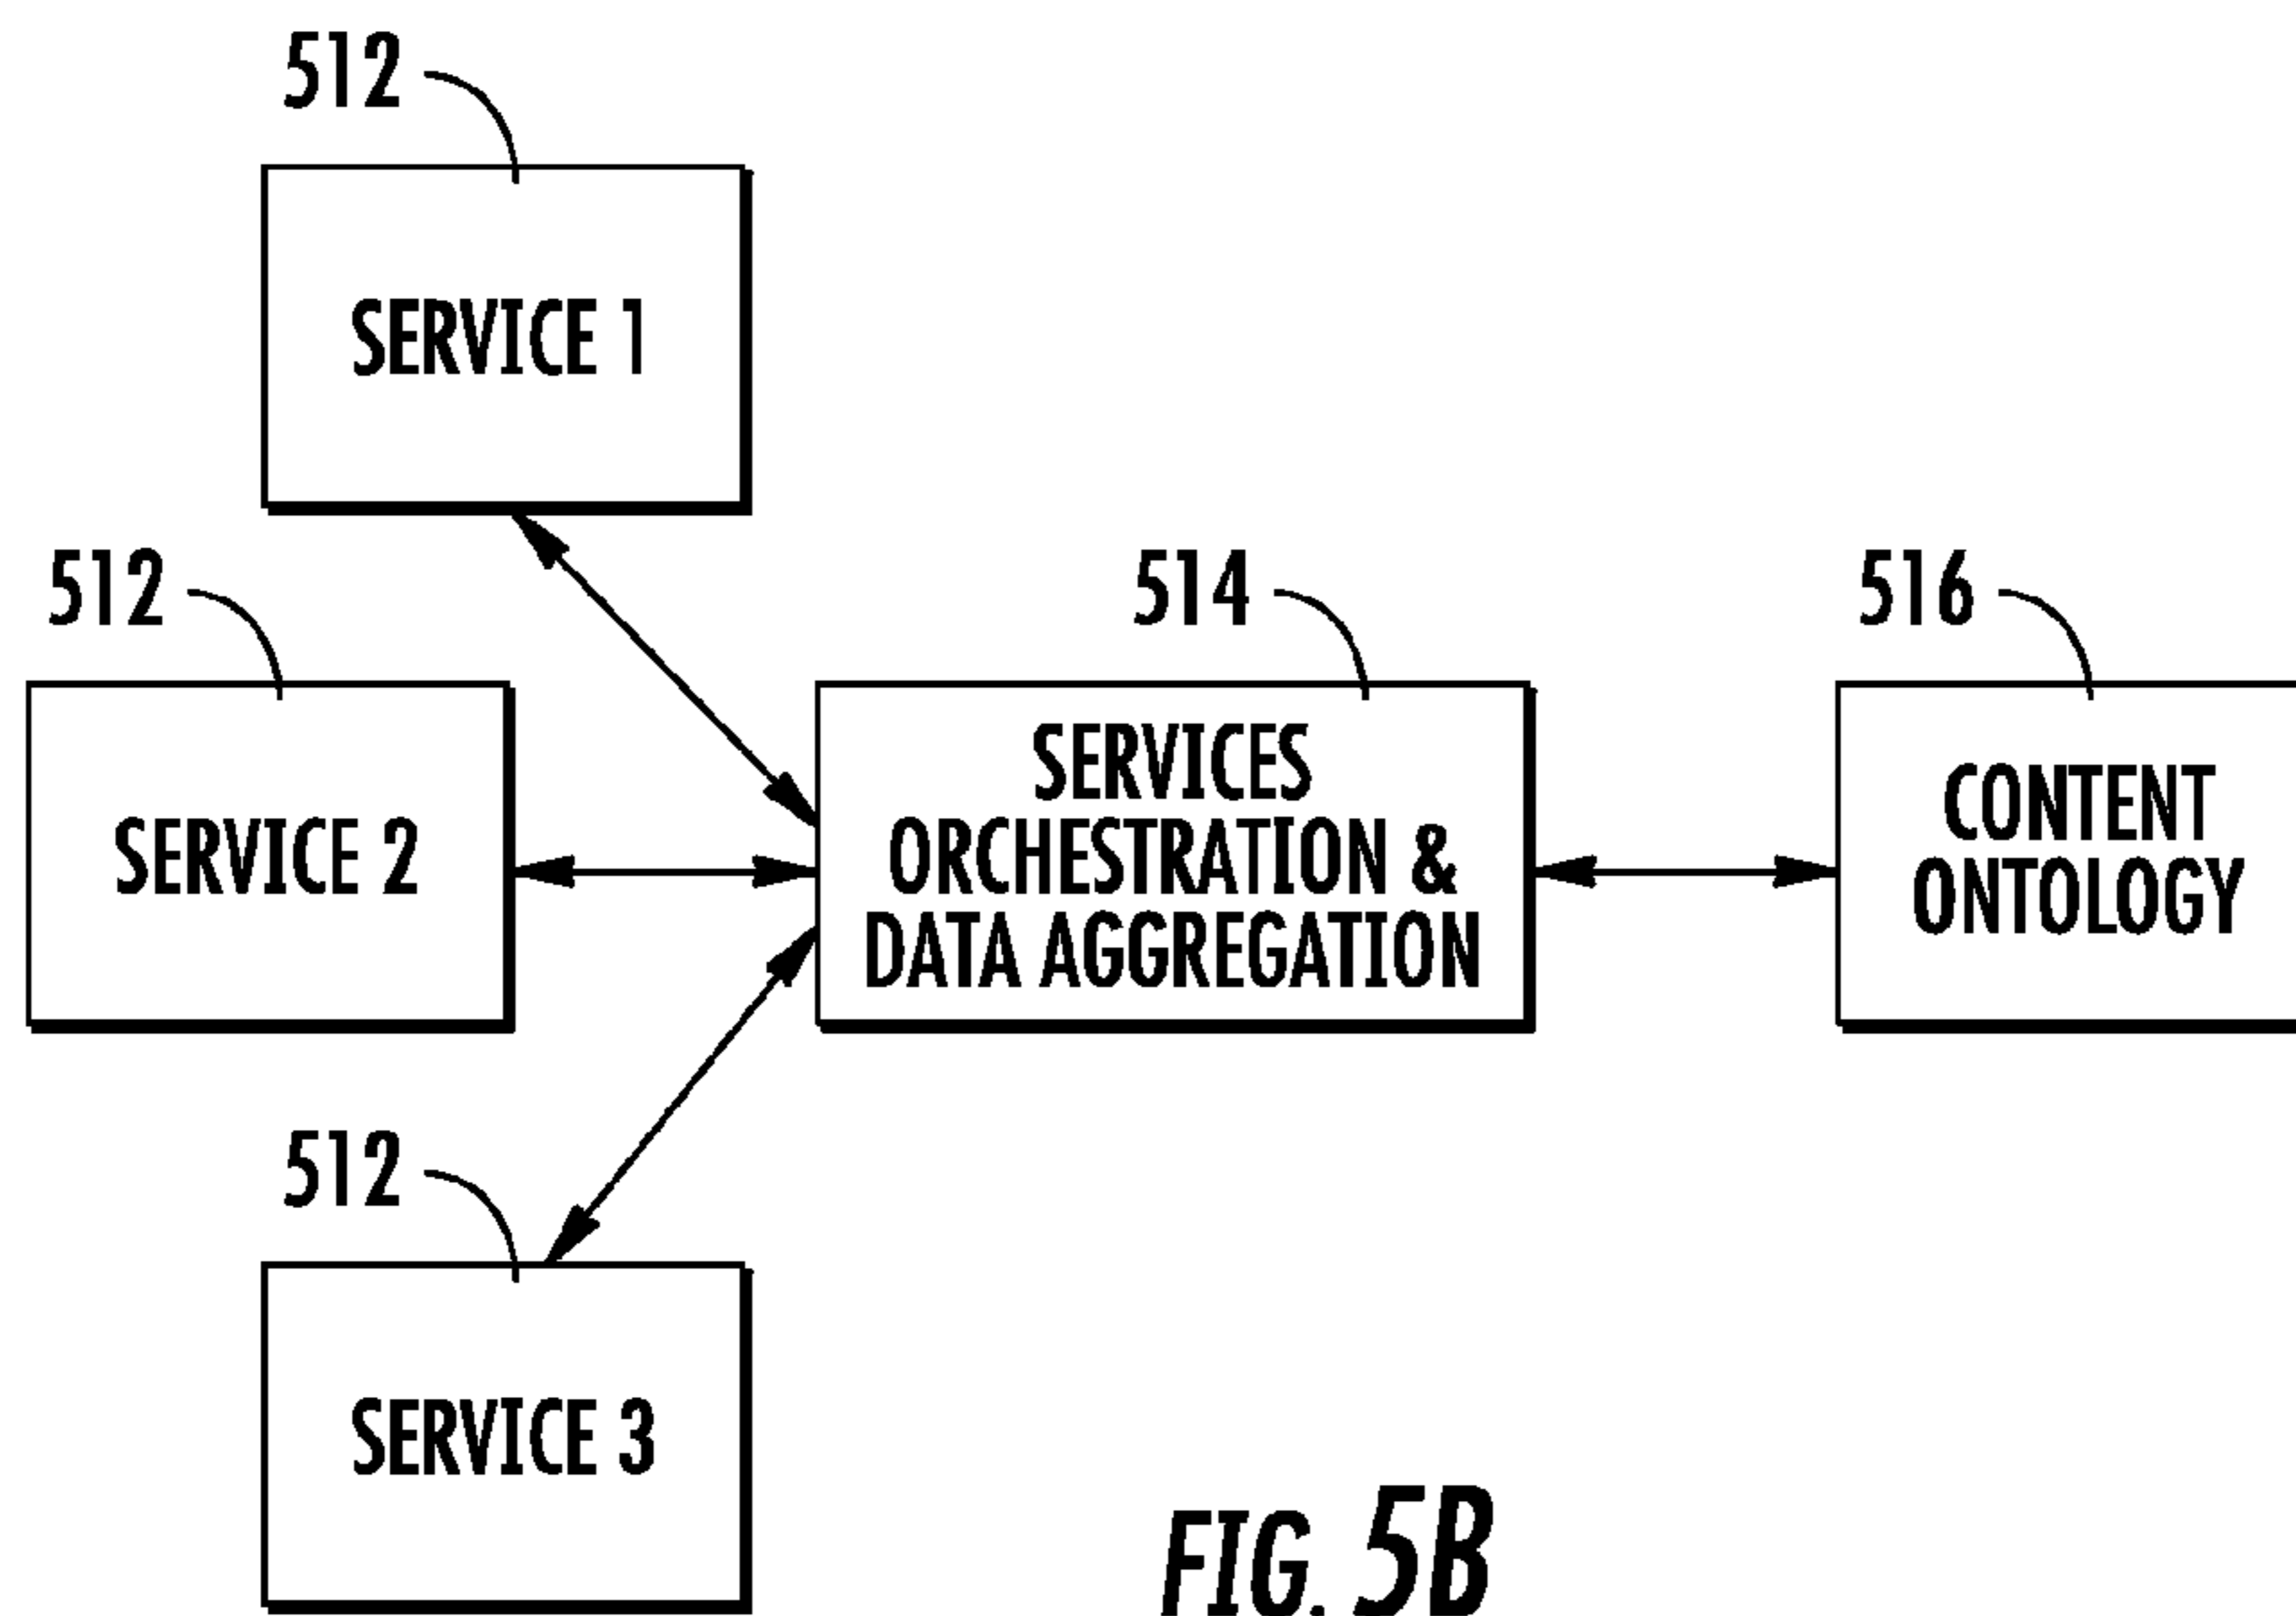 512
SERVICE 1
512
514
516
SERVICE 2
SERVICES
ORCHESTRATION &
DATA AGGREGATION
CONTENT
ONTOLOGY
512
SERVICE 3
FIG. 5B